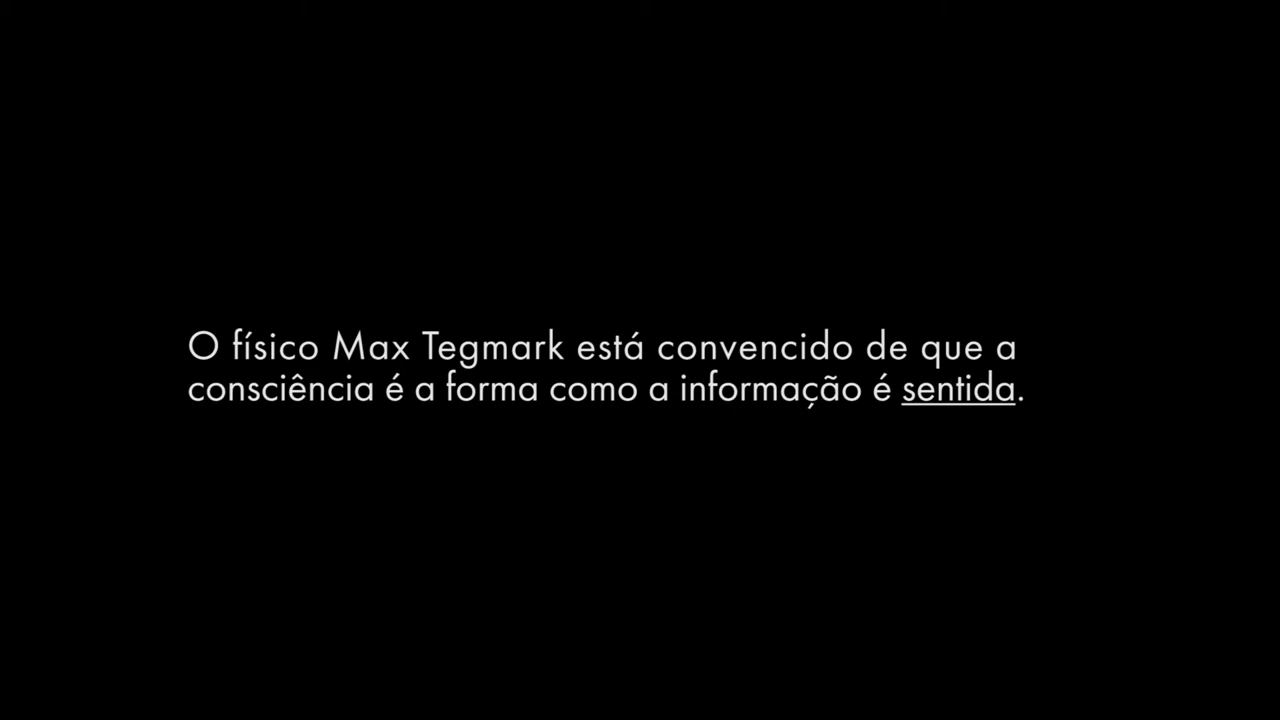 O físico Max Tegmark está convencido de que a
consciência é a forma como a informação é sentida.